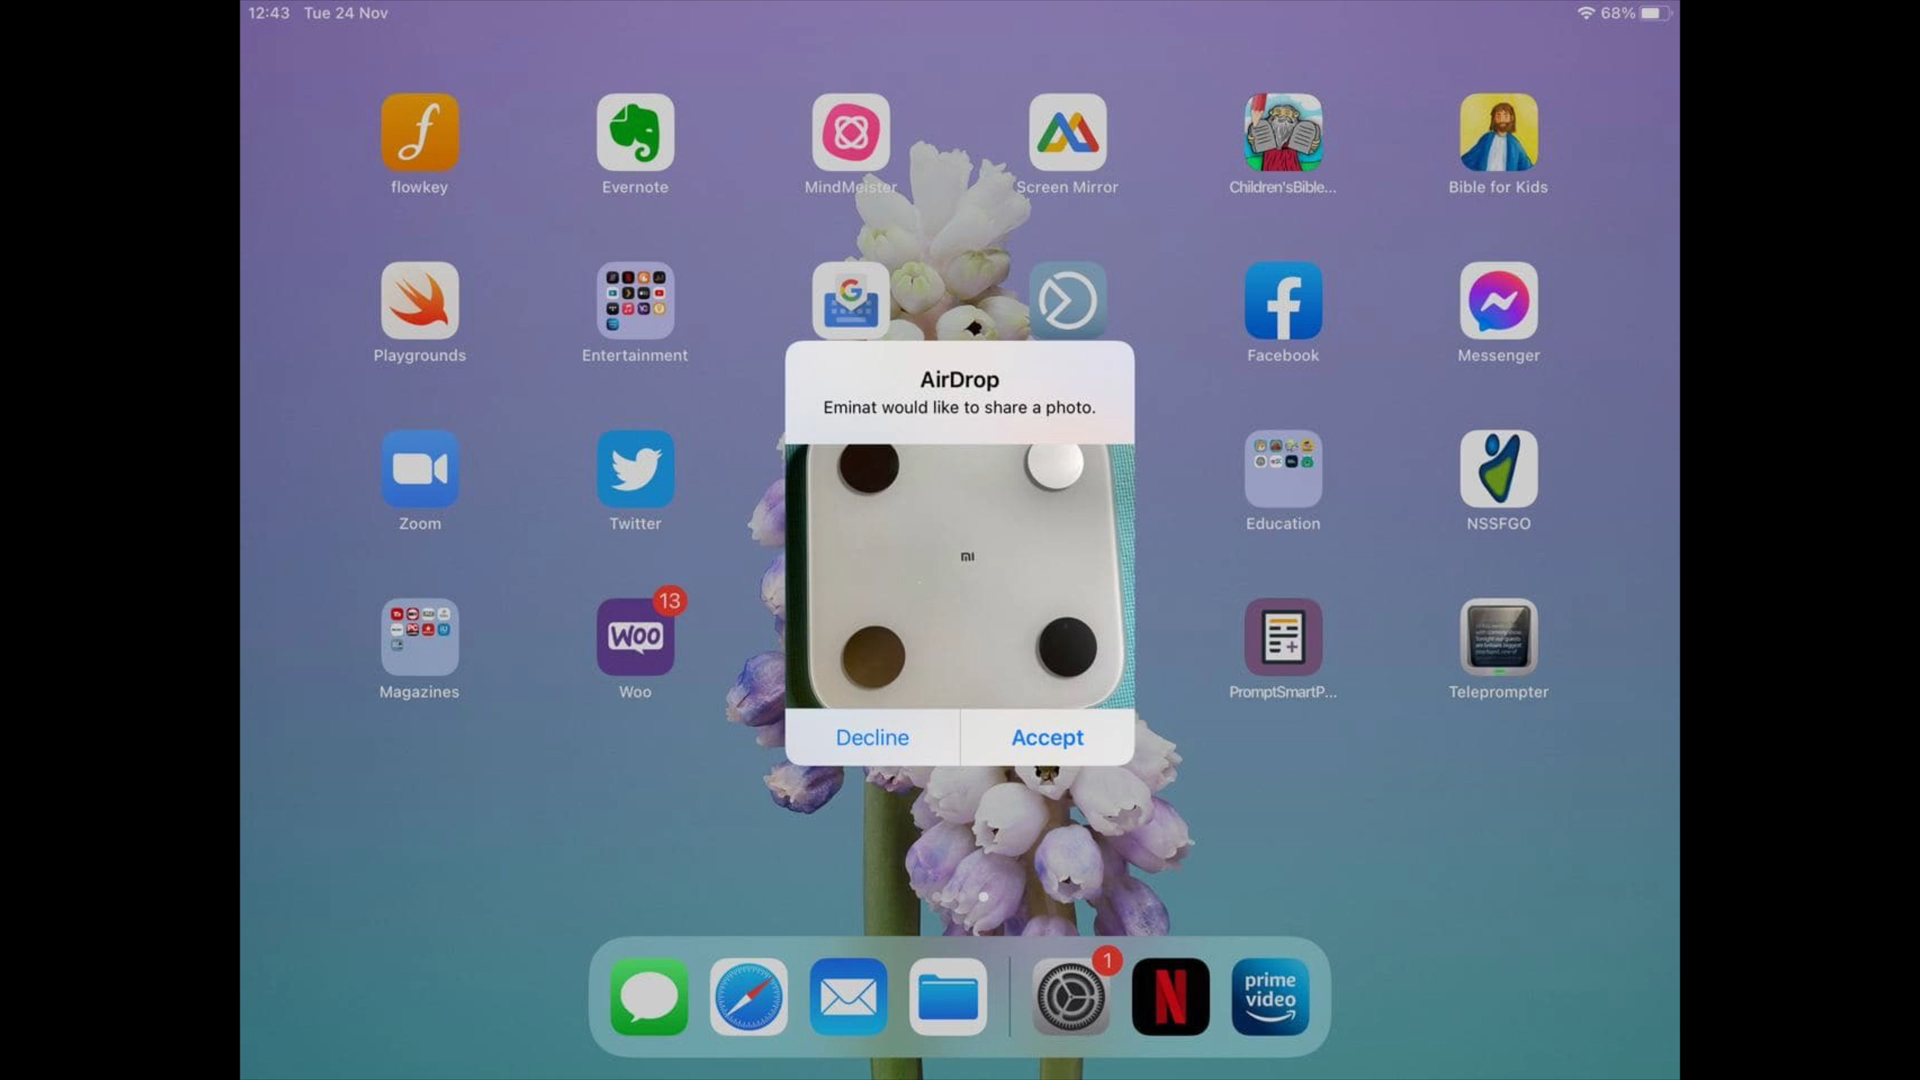 12:43 Tue 24 Nov
68%
flowkey
Evernote
MindMeister
Screen Mirror
Children'sBible...
Bible for Kids
Playgrounds
Entertainment
G
Facebook
Messenger
AirDrop
Eminat would like to share a photo.
Zoom
Twitter
Education
NSSFGO
mi
13
Woo
Magazines
Woo
PromptSmartP...
Teleprompter
Decline
Accept
1
N
prime
video